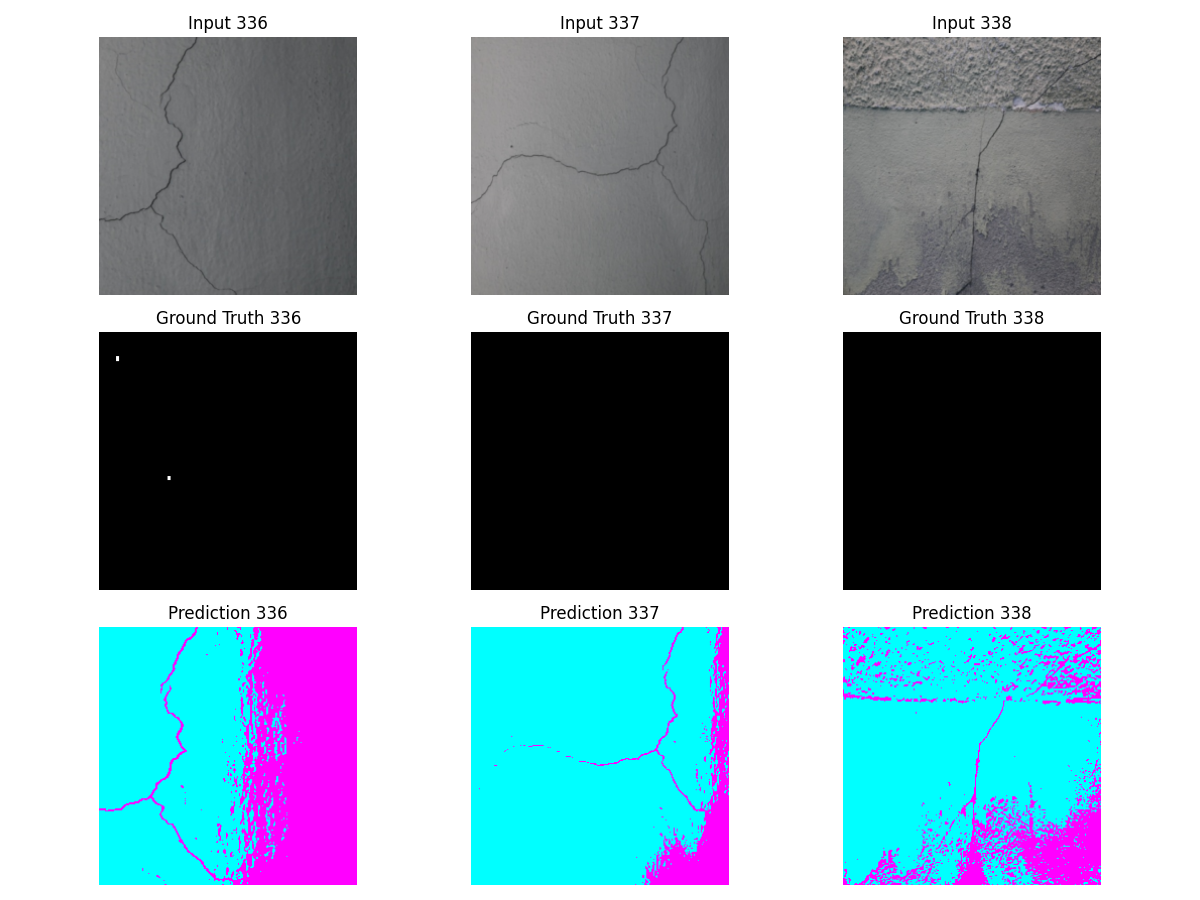 Input 336
Input 337
Input 338
Ground Truth 336
Ground Truth 337
Ground Truth 338
Prediction 336
Prediction 337
Prediction 338